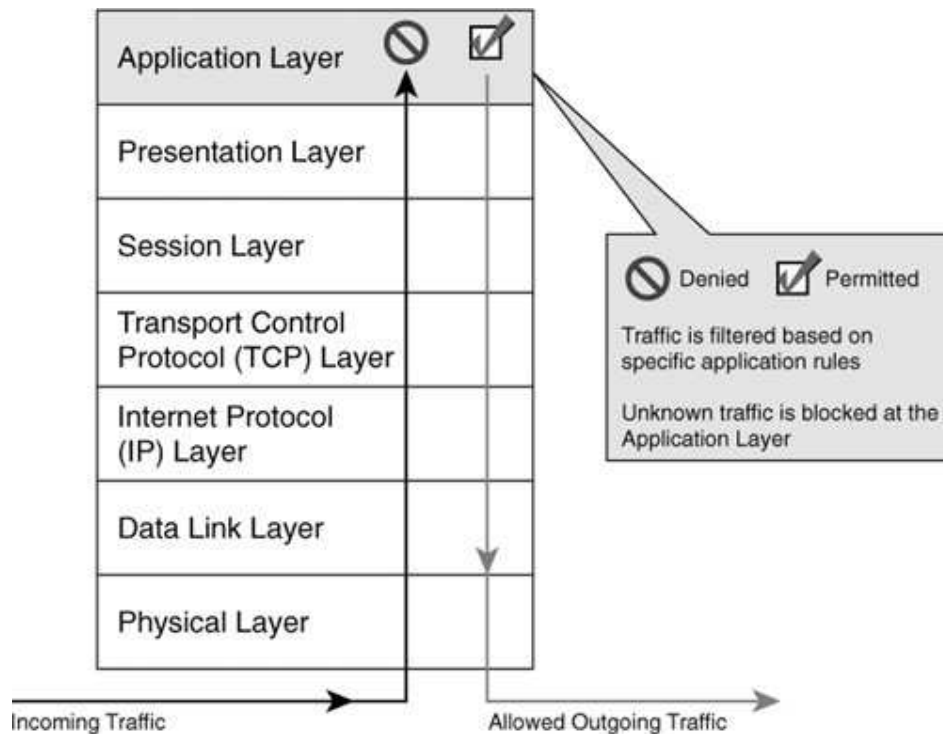 Application Layer
Presentation Layer
Session Layer
Transport Control
Protocol (TCP) Layer
Internet Protocol
(IP) Layer
Data Link Layer
Physical Layer
Denied
Permitted
Traffic is filtered based on
specific application rules
Unknown traffic is blocked at the
Application Layer
Incoming Traffic
Allowed Outgoing Traffic